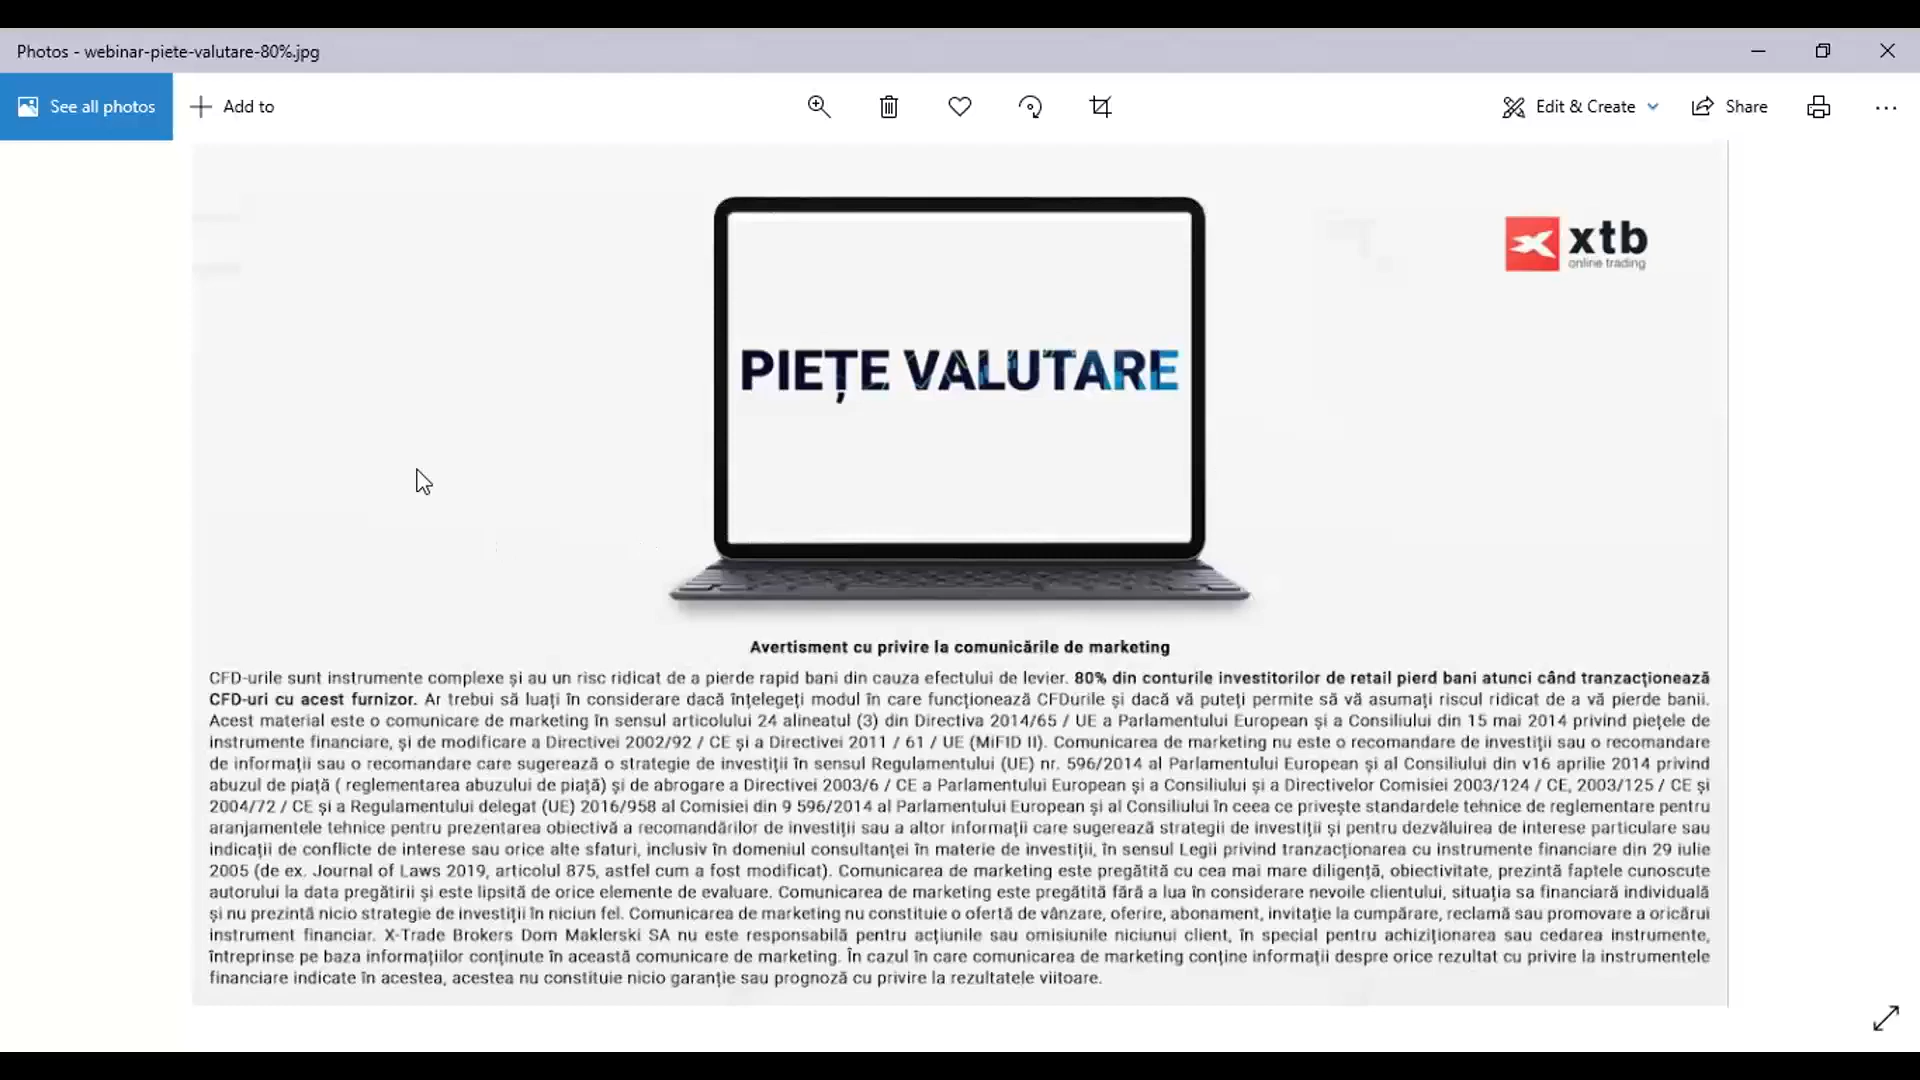 Photos - webinar-piete-valutare-80%.jpg
See all photos
Add to
Edit & Create
Share
xtb
online trading
PIEȚE VALUTARE
Avertisment cu privire la comunicările de marketing
CFD-urile sunt instrumente complexe și au un risc ridicat de a pierde rapid bani din cauza efectului de levier. 80% din conturile investitorilor de retail pierd bani atunci când tranzacționează
CFD-uri cu acest furnizor. Ar trebui să luați în considerare dacă înțelegeți modul în care funcționează CFDurile și dacă vă puteți permite să vă asumați riscul ridicat de a vă pierde banii.
Acest material este o comunicare de marketing în sensul articolului 24 alineatul (3) din Directiva 2014/65 / UE a Parlamentului European și a Consiliului din 15 mai 2014 privind piețele de
instrumente financiare, și de modificare a Directivei 2002/92 / CE și a Directivei 2011 / 61 / UE (MiFID II). Comunicarea de marketing nu este o recomandare de investiții sau o recomandare
de informații sau o recomandare care sugerează o strategie de investiții în sensul Regulamentului (UE) nr. 596/2014 al Parlamentului European și al Consiliului din v16 aprilie 2014 privind
abuzul de piață ( reglementarea abuzului de piață) și de abrogare a Directivei 2003/6 / CE a Parlamentului European și a Consiliului și a Directivelor Comisiei 2003/124 / CE, 2003/125 / CE și
2004/72 / CE și a Regulamentului delegat (UE) 2016/958 al Comisiei din 9 596/2014 al Parlamentului European și al Consiliului în ceea ce privește standardele tehnice de reglementare pentru
aranjamentele tehnice pentru prezentarea obiectivă a recomandărilor de investiții sau a altor informații care sugerează strategii de investiții și pentru dezvăluirea de interese particulare sau
indicații de conflicte de interese sau orice alte sfaturi, inclusiv în domeniul consultanței în materie de investiții, în sensul Legii privind tranzacționarea cu instrumente financiare din 29 iulie
2005 (de ex. Journal of Laws 2019, articolul 875, astfel cum a fost modificat). Comunicarea de marketing este pregătită cu cea mai mare diligență, obiectivitate, prezintă faptele cunoscute
autorului la data pregătirii și este lipsită de orice elemente de evaluare. Comunicarea de marketing este pregătită fără a lua în considerare nevoile clientului, situația sa financiară individuală
și nu prezintă nicio strategie de investiții în niciun fel. Comunicarea de marketing nu constituie o ofertă de vânzare, oferire, abonament, invitație la cumpărare, reclamă sau promovare a oricărui
instrument financiar. X-Trade Brokers Dom Maklerski SA nu este responsabilă pentru acțiunile sau omisiunile niciunui client, în special pentru achiziționarea sau cedarea instrumente,
întreprinse pe baza informațiilor conținute în această comunicare de marketing. În cazul în care comunicarea de marketing conține informații despre orice rezultat cu privire la instrumentele
financiare indicate în acestea, acestea nu constituie nicio garanție sau prognoză cu privire la rezultatele viitoare.